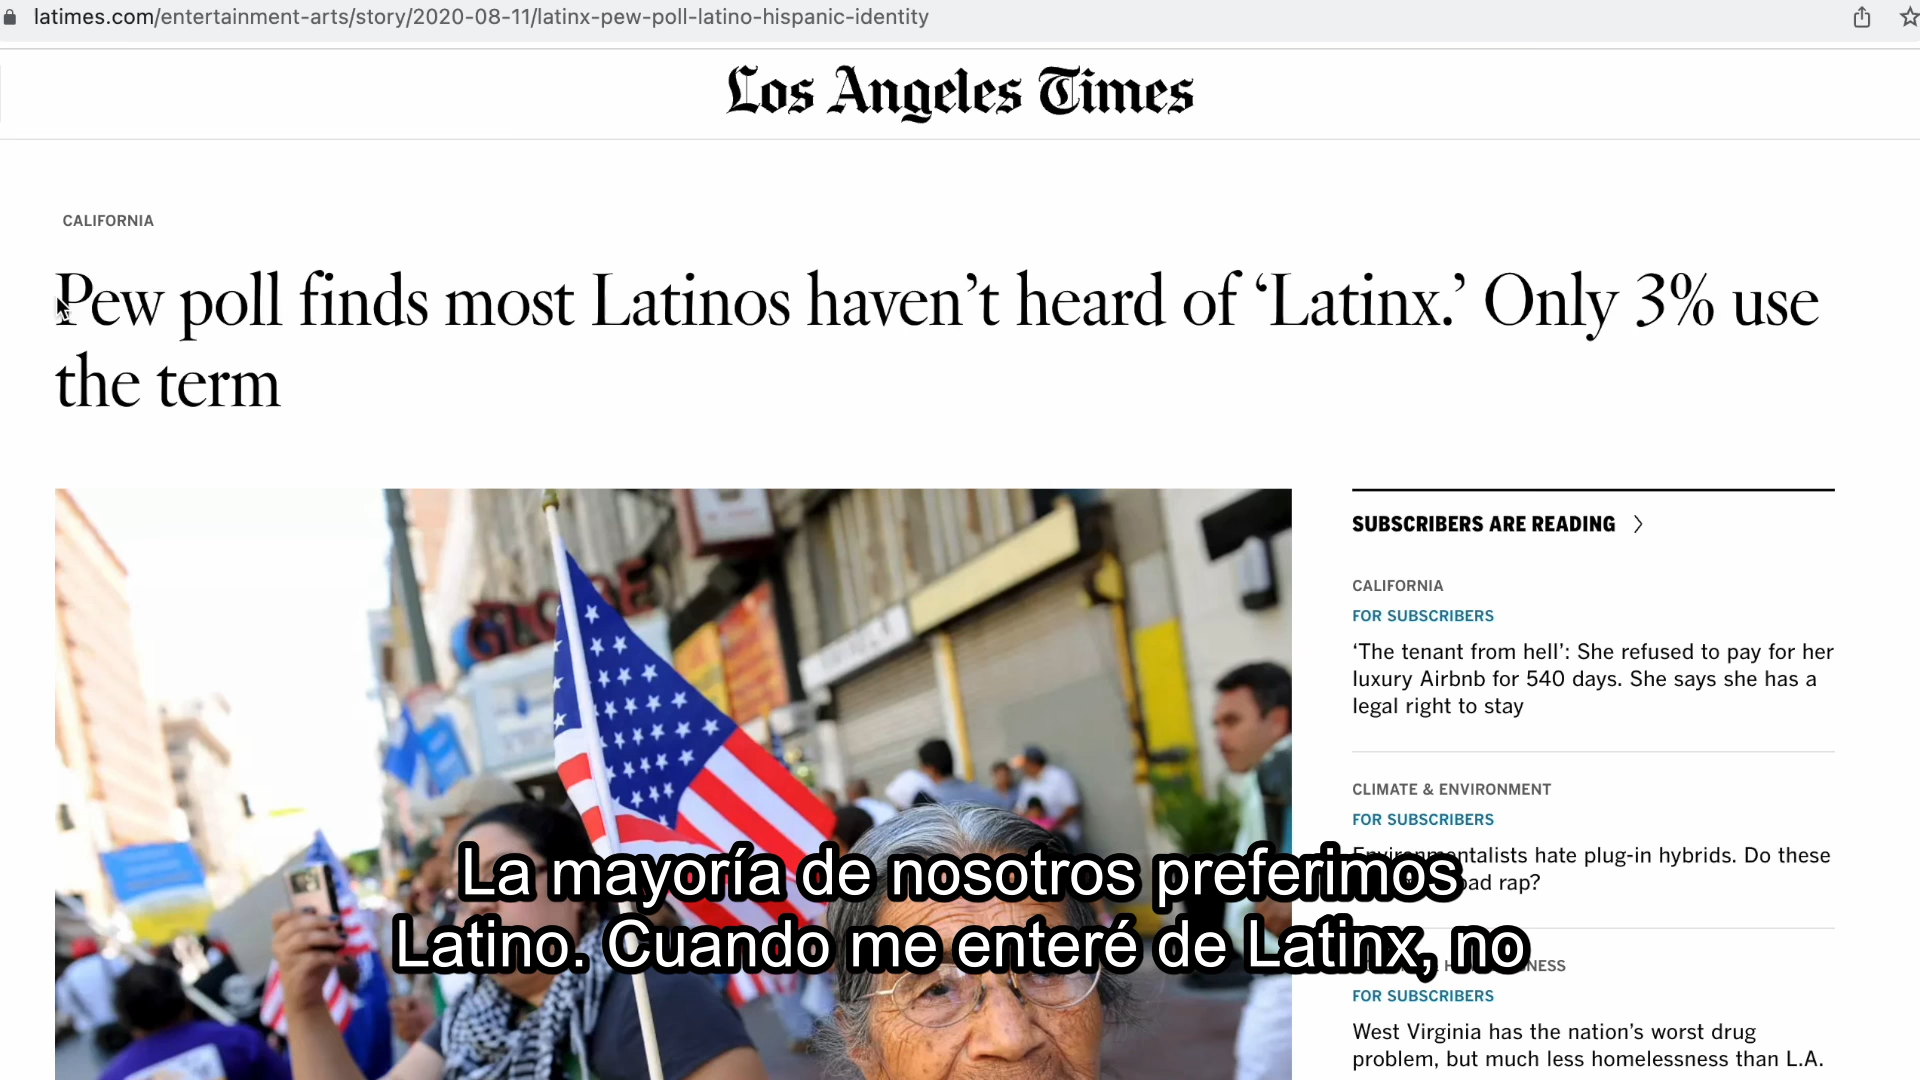 latimes.com/entertainment-arts/story/2020-08-11/latinx-pew-poll-latino-hispanic-identity
Los Angeles Times
CALIFORNIA
Pew poll finds most Latinos haven’t heard of ‘Latinx.’ Only 3% use
the term
SUBSCRIBERS ARE READING
CALIFORNIA
FOR SUBSCRIBERS
‘The tenant from hell’: She refused to pay for her
luxury Airbnb for 540 days. She says she has a
legal right to stay
CLIMATE & ENVIRONMENT
FOR SUBSCRIBERS
Environmentalists hate plug-in hybrids. Do these
rap?
FOR SUBSCRIBERS
West Virginia has the nation’s worst drug
problem, but much less homelessness than L.A.
GLOBE
La mayoría de nosotros preferimos
Latino. Cuando me enteré de Latinx, no